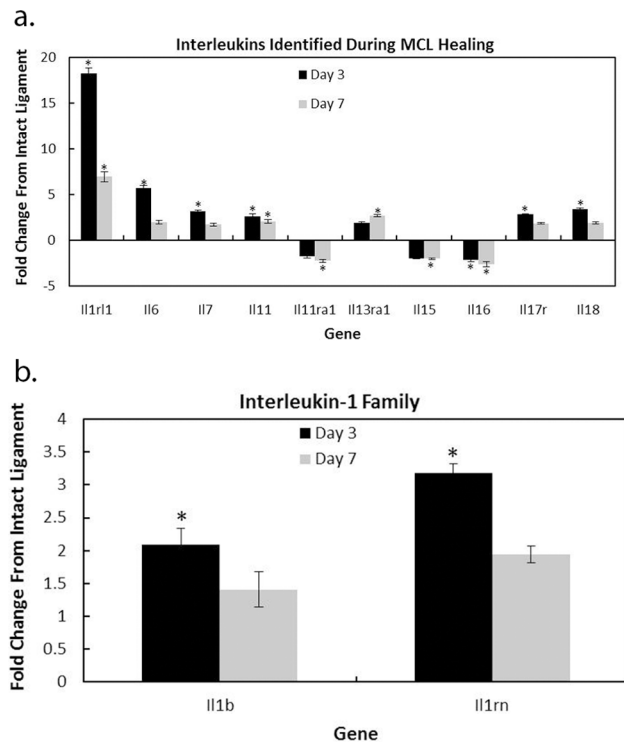 a.
Interleukins Identified During MCL Healing
Fold Change From Intact Ligament
20
15
10
5
0
-5
Day 3
Day 7
*
*
*
*
*
*
*
*
*
*
*
*
*
Il1rl1 Il6 Il7 Il11 Il11ra1 Il13ra1 Il15 Il16 Il17r Il18
Gene
b.
Interleukin-1 Family
Fold Change From Intact Ligament
4
3.5
3
2.5
2
1.5
1
0.5
0
Day 3
Day 7
*
*
Il1b Il1rn
Gene